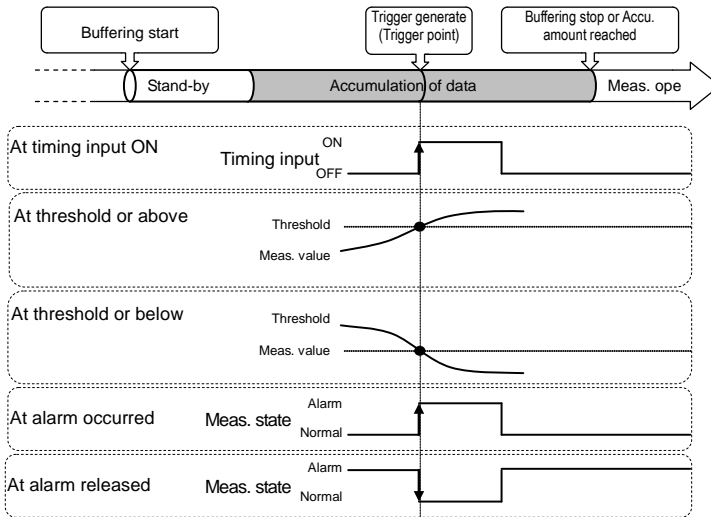 Buffering start
Trigger generate
(Trigger point)
Buffering stop or Accu.
amount reached
Stand-by
Accumulation of data
Meas. ope
At timing input ON
Timing input
ON
OFF
At threshold or above
Threshold
Meas. value
At threshold or below
Threshold
Meas. value
At alarm occurred
Meas. state
Alarm
Normal
At alarm released
Meas. state
Alarm
Normal